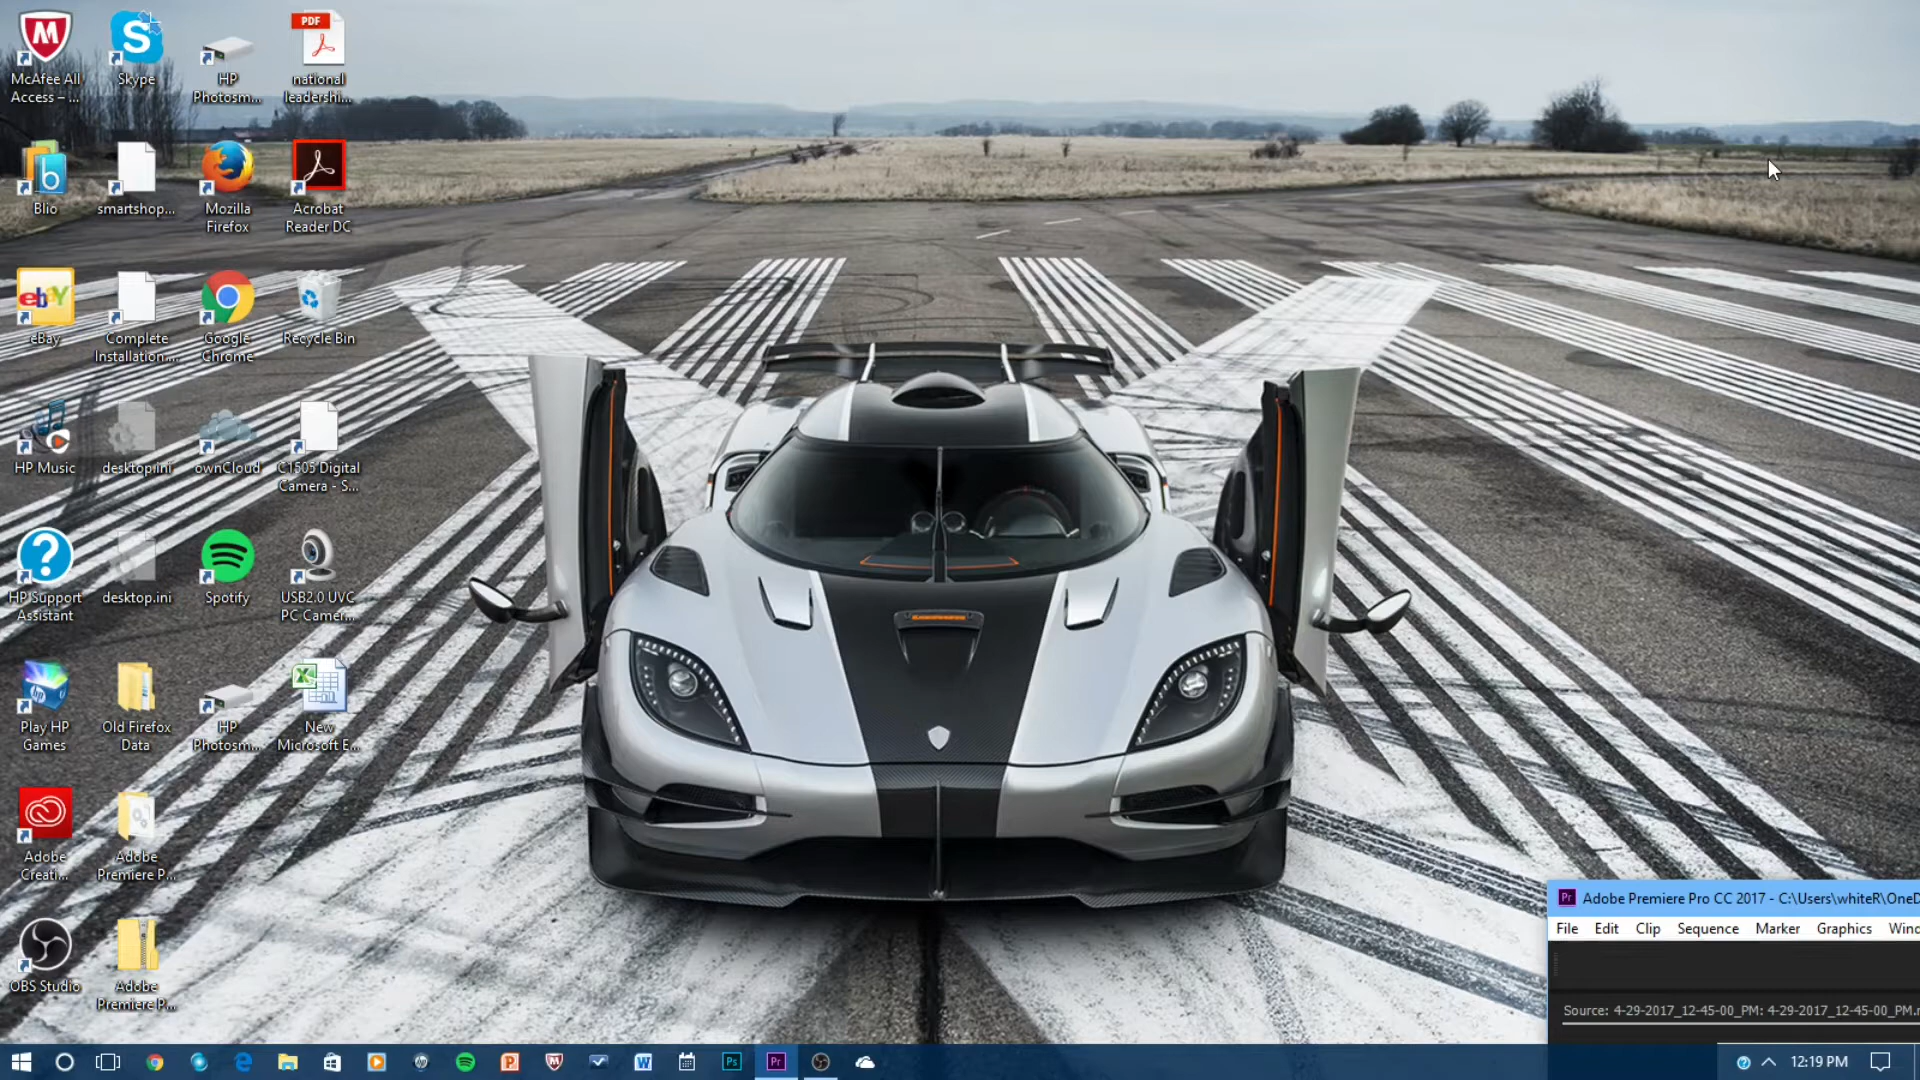 McAfee All
Access – ...
Skype
HP
Photosm...
PDF
national
leadershi...
Blio
smartshop...
Mozilla
Firefox
Acrobat
Reader DC
ebay
eBay
Complete
Installation....
Google
Chrome
Recycle Bin
HP Music
desktop.ini
ownCloud
C1505 Digital
Camera - S...
HP Support
Assistant
desktop.ini
Spotify
USB2.0 UVC
PC Camer...
Play HP
Games
Old Firefox
Data
HP
Photosm...
New
Microsoft E...
Adobe
Creati...
Adobe
Premiere P...
OBS Studio
Adobe
Premiere P...
Pr Adobe Premiere Pro CC 2017 - C:\Users\whiteR\OneD
File Edit Clip Sequence Marker Graphics Wind
Source: 4-29-2017_12-45-00_PM: 4-29-2017_12-45-00_PM.
12:19 PM